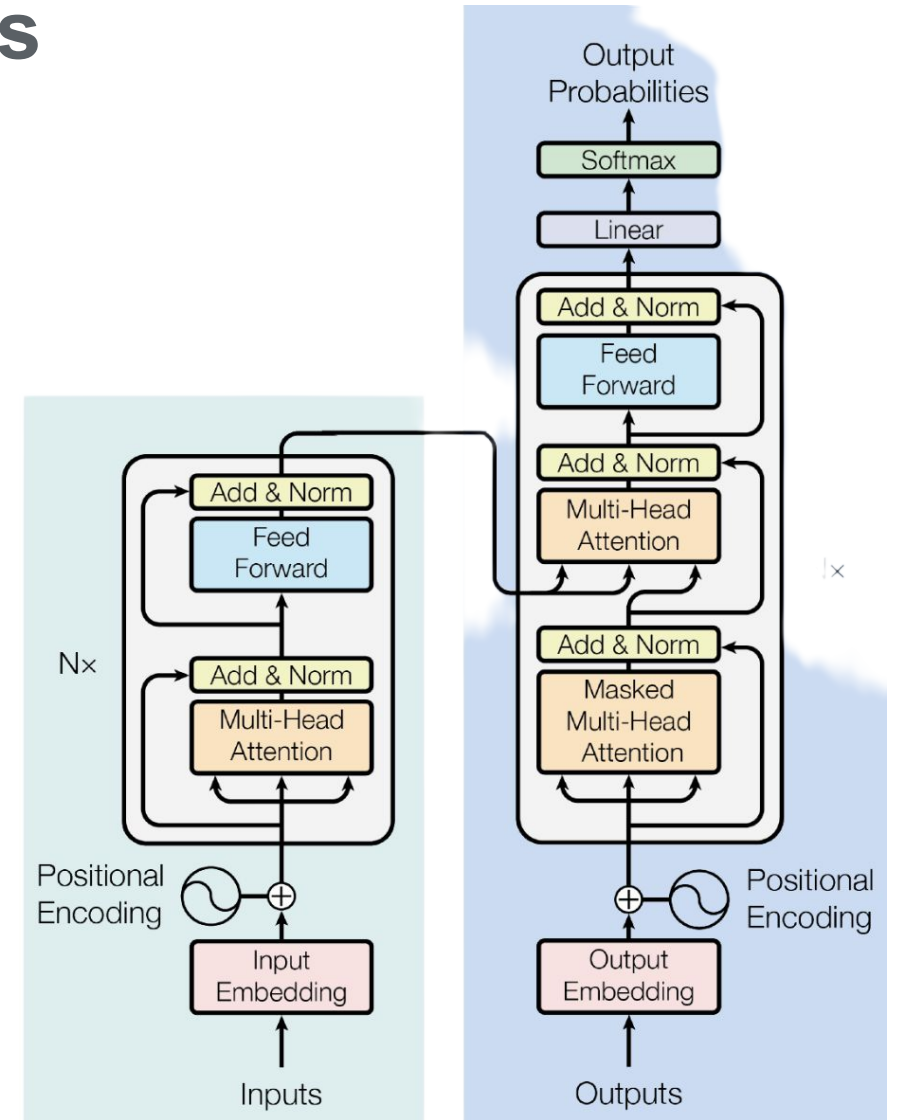 s
Output
Probabilities
Softmax
Linear
Add & Norm
Feed
Forward
Add & Norm
Multi-Head
Attention
Add & Norm
Masked
Multi-Head
Attention
Positional
Encoding
Output
Embedding
Outputs
Add & Norm
Feed
Forward
Nx
Add & Norm
Multi-Head
Attention
Positional
Encoding
Input
Embedding
Inputs